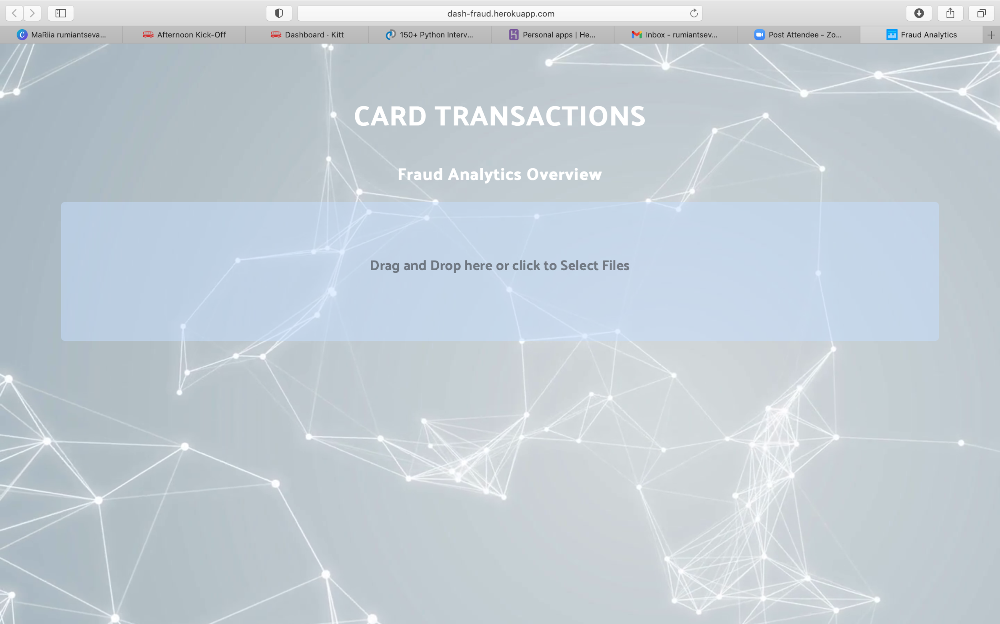 dash-fraud.herokuapp.com
MaRiia rumiantseva...
Afternoon Kick-Off
Dashboard · Kitt
150+ Python Interv...
Personal apps | He...
Inbox - rumiantsev...
Post Attendee - Zo...
Fraud Analytics
CARD TRANSACTIONS
Fraud Analytics Overview
Drag and Drop here or click to Select Files